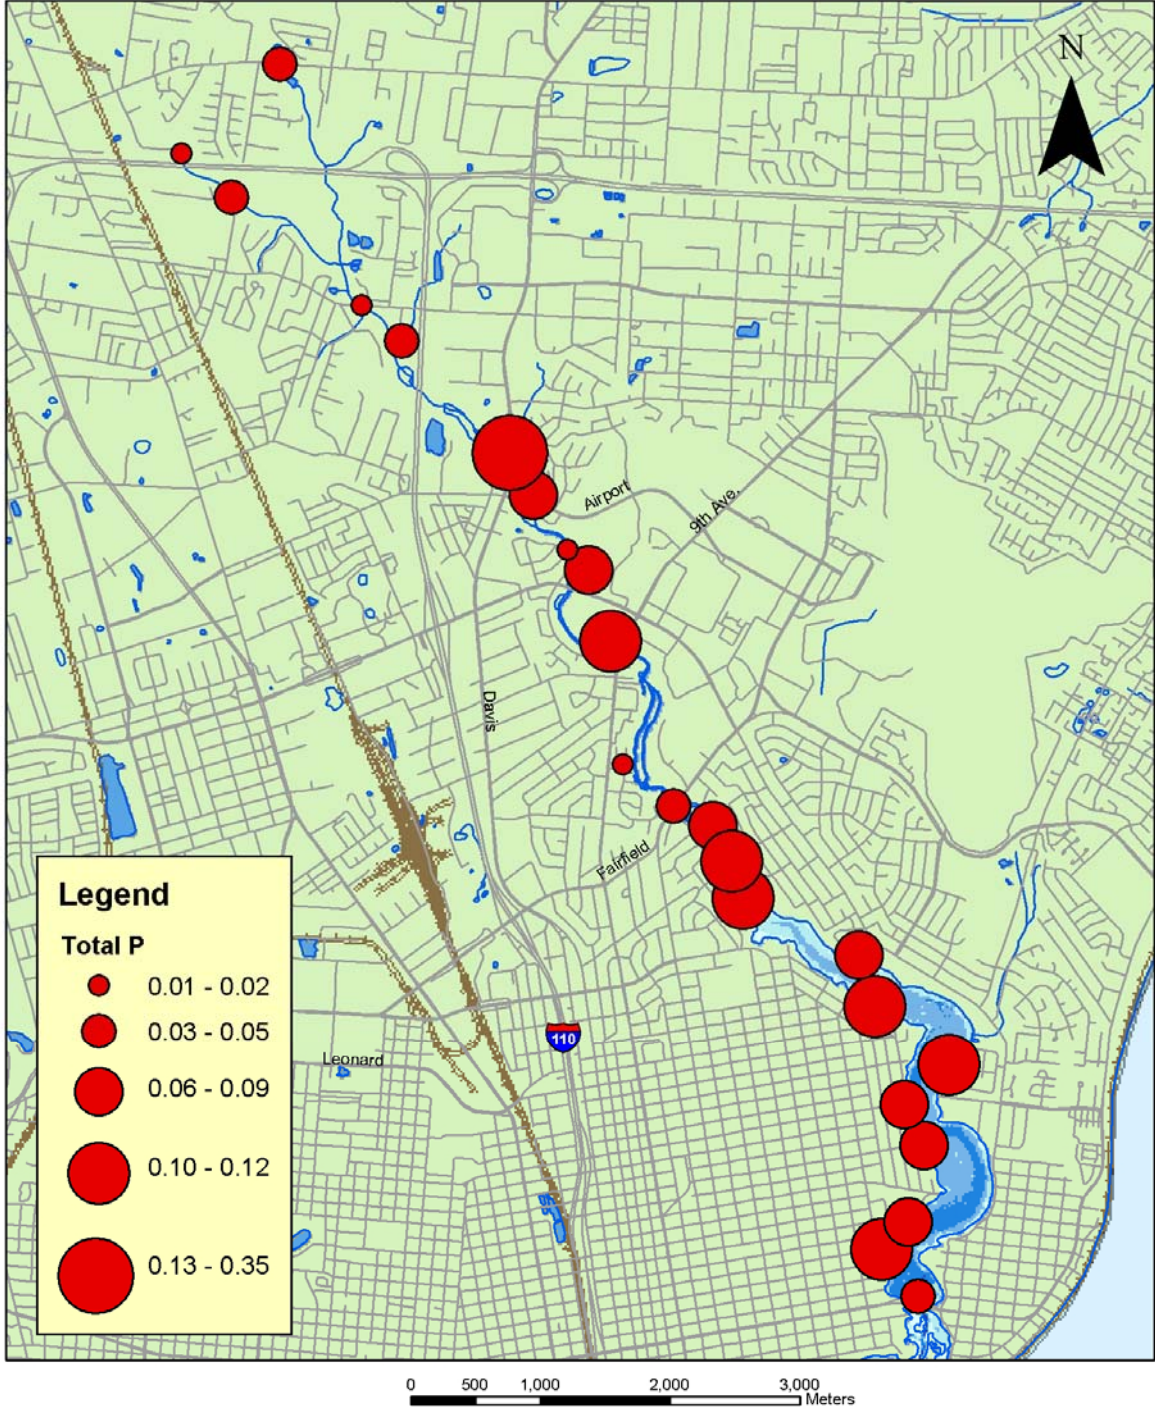 N
Airport
9th Ave.
Davis
Fairfield
110
Leonard
Legend
Total P
0.01 - 0.02
0.03 - 0.05
0.06 - 0.09
0.10 - 0.12
0.13 - 0.35
0 500 1,000 2,000 3,000
Meters